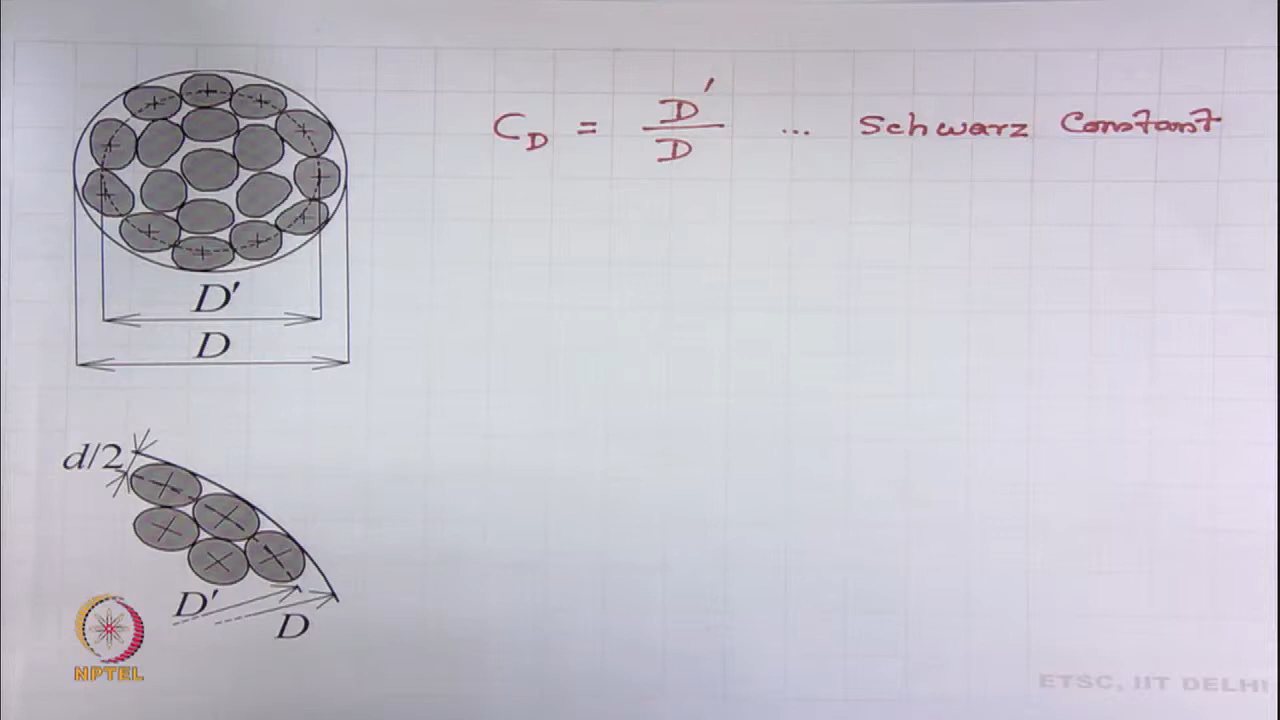 C_D = D′/D ... Schwarz Constant
D′
D
d/2
D′
D
NPTEL
ETSC, IIT DELHI